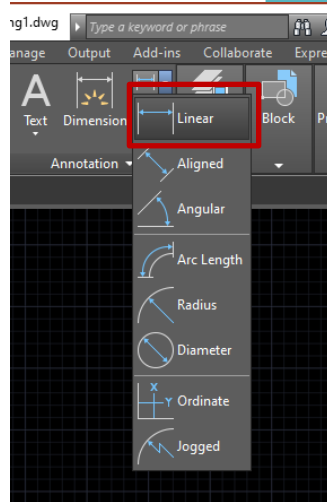 ng1.dwg Type a keyword or phrase
anage Output Add-ins Collaborate Expre
Text Dimension Linear Block
Annotation Aligned
Angular
Arc Length
Radius
Diameter
X
Y Ordinate
Jogged